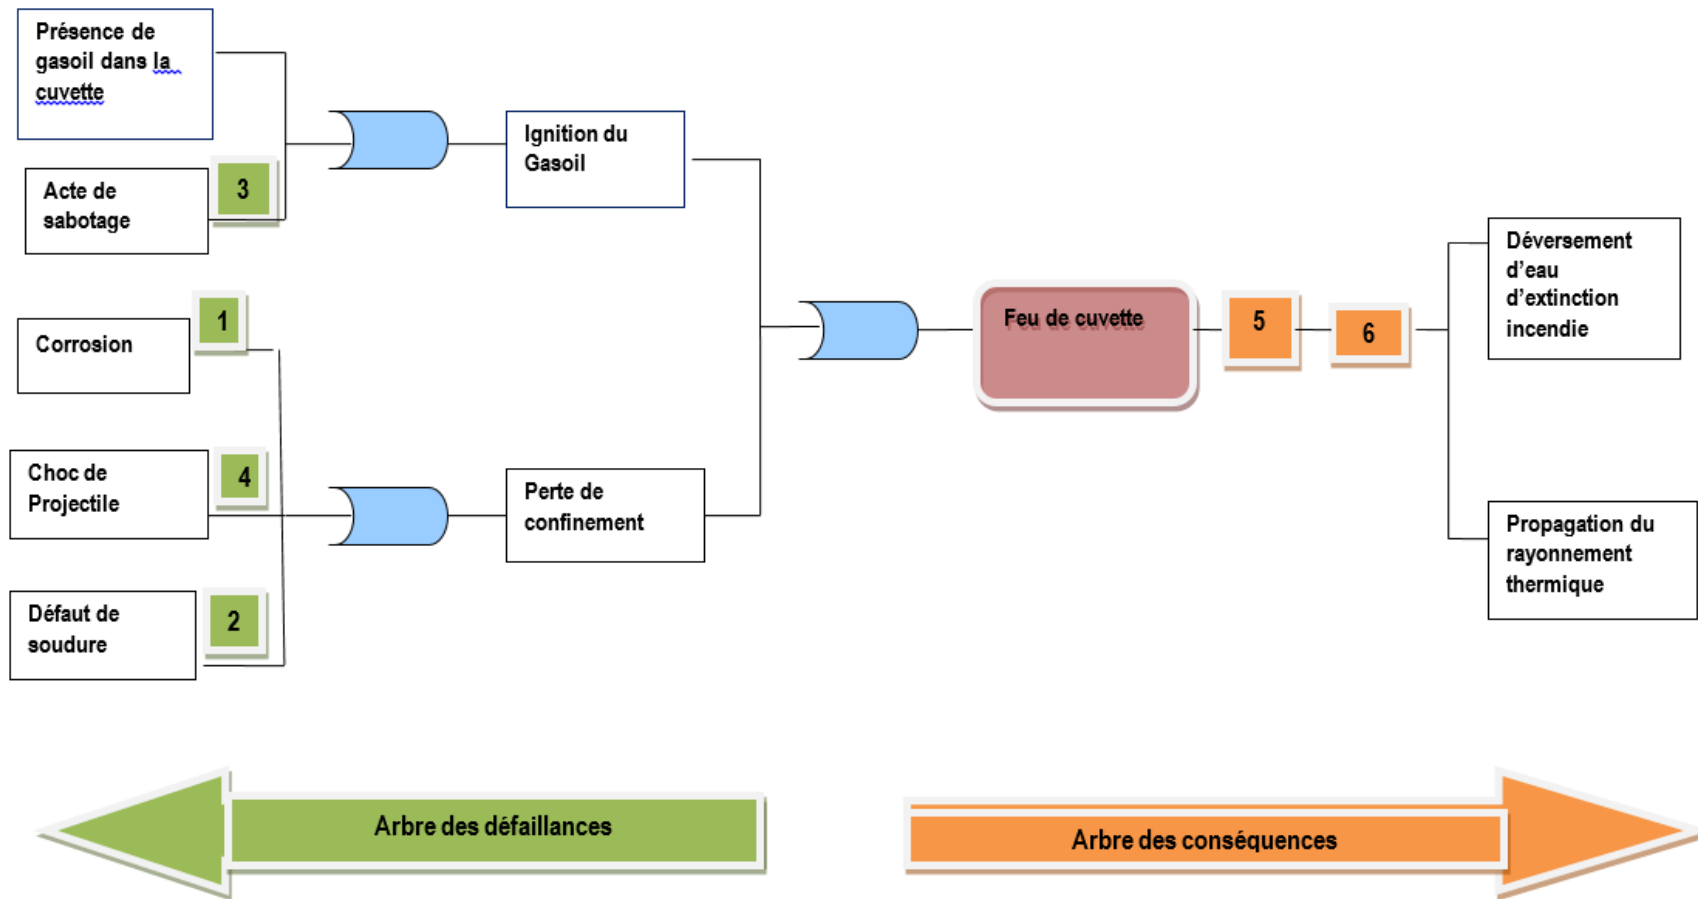 Présence de
gasoil dans la
cuvette
Acte de
sabotage
3
Ignition du
Gasoil
Corrosion
1
Choc de
Projectile
4
Perte de
confinement
Défaut de
soudure
2
Feu de cuvette
5
6
Déversement
d’eau
d’extinction
incendie
Propagation du
rayonnement
thermique
Arbre des défaillances
Arbre des conséquences